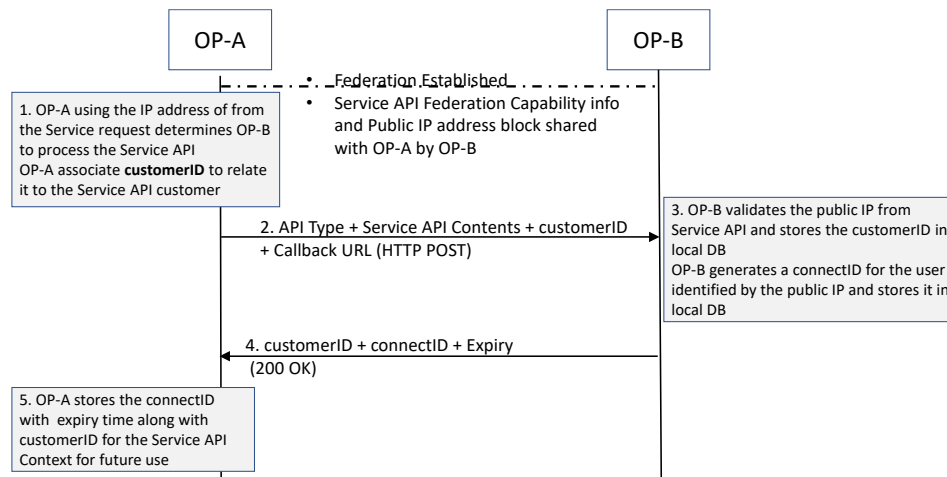 OP-A
OP-B
• Federation Established
• Service API Federation Capability info
and Public IP address block shared
with OP-A by OP-B
1. OP-A using the IP address of from
the Service request determines OP-B
to process the Service API
OP-A associate customerID to relate
it to the Service API customer
2. API Type + Service API Contents + customerID
+ Callback URL (HTTP POST)
3. OP-B validates the public IP from
Service API and stores the customerID in
local DB
OP-B generates a connectID for the user
identified by the public IP and stores it in
local DB
4. customerID + connectID + Expiry
(200 OK)
5. OP-A stores the connectID
with expiry time along with
customerID for the Service API
Context for future use